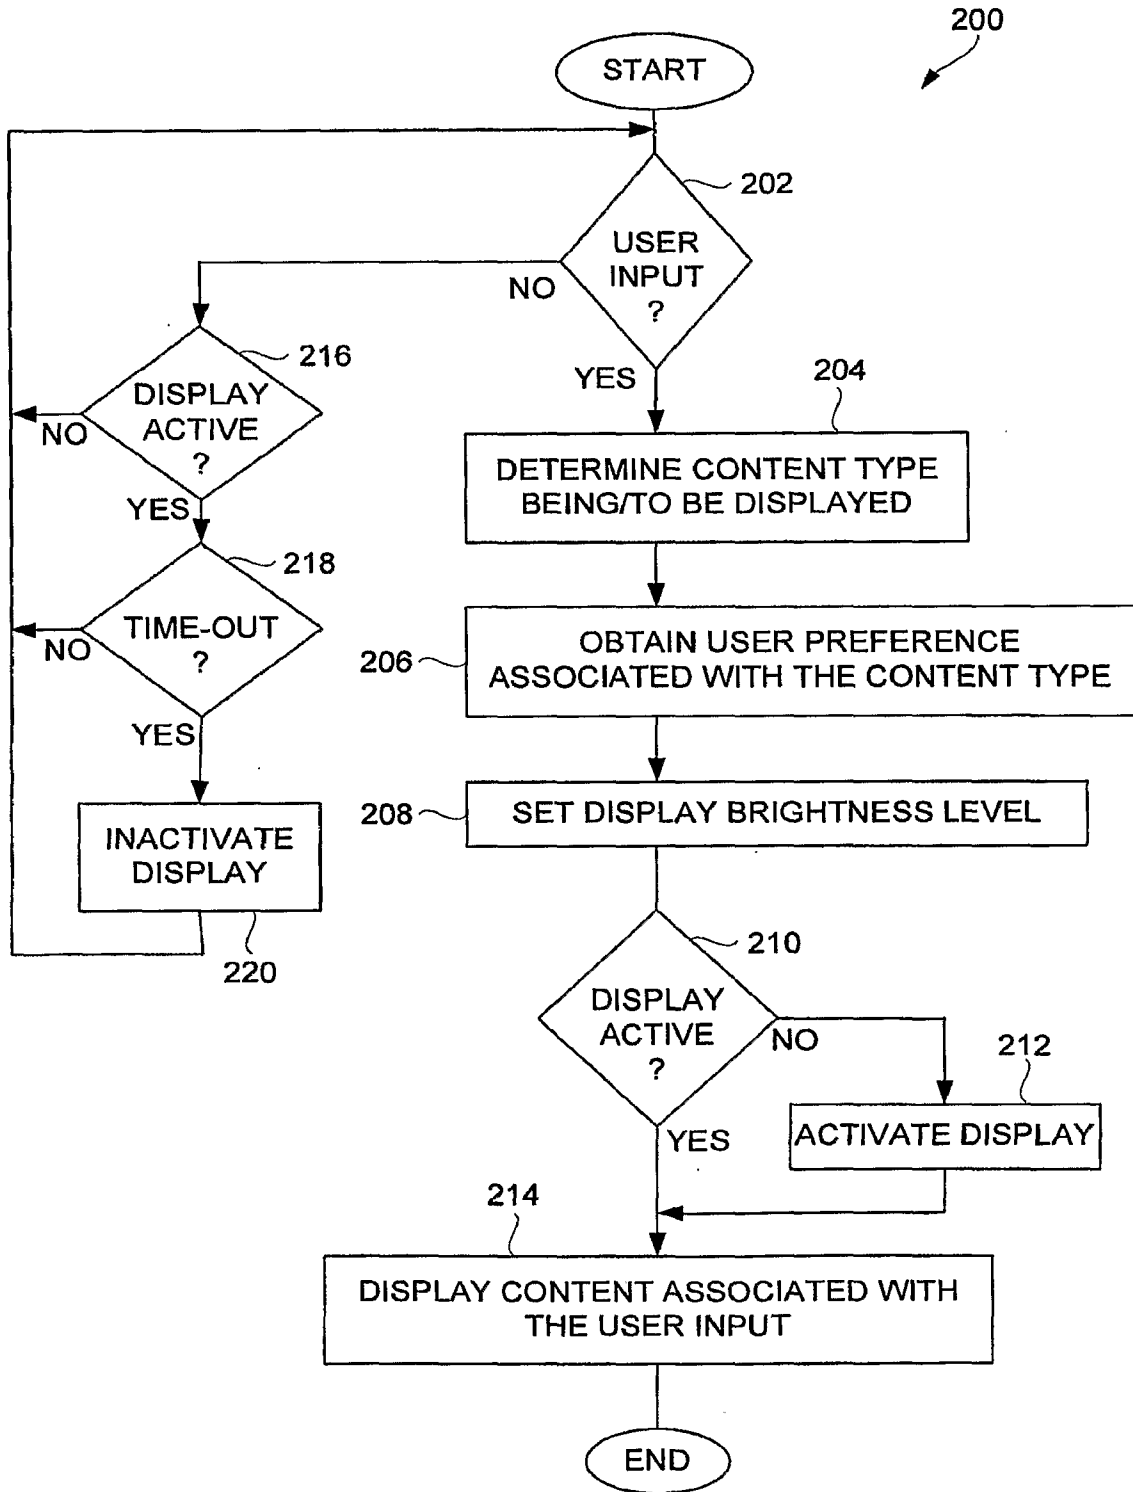 200
START
202
USER
INPUT
?
NO
YES
216
DISPLAY
ACTIVE
?
NO
YES
204
DETERMINE CONTENT TYPE
BEING/TO BE DISPLAYED
218
TIME-OUT
?
NO
YES
206
OBTAIN USER PREFERENCE
ASSOCIATED WITH THE CONTENT TYPE
208
SET DISPLAY BRIGHTNESS LEVEL
INACTIVATE
DISPLAY
220
210
DISPLAY
ACTIVE
?
NO
YES
212
ACTIVATE DISPLAY
214
DISPLAY CONTENT ASSOCIATED WITH
THE USER INPUT
END